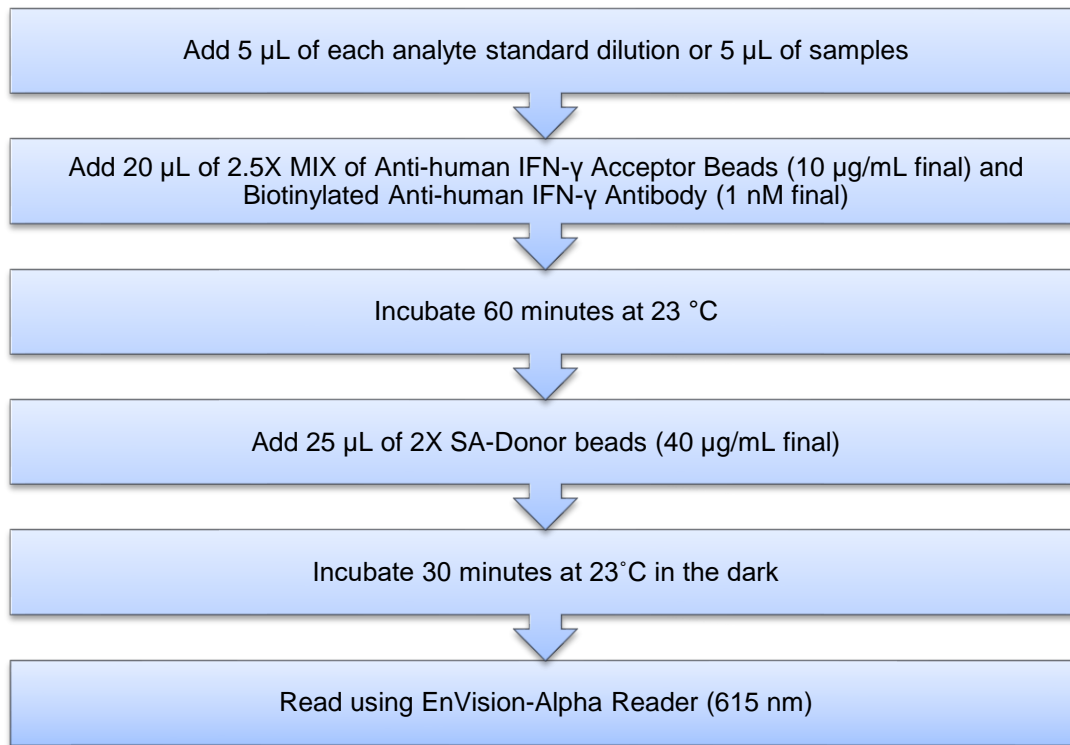 Add 5 µL of each analyte standard dilution or 5 µL of samples
Add 20 µL of 2.5X MIX of Anti-human IFN-γ Acceptor Beads (10 µg/mL final) and
Biotinylated Anti-human IFN-γ Antibody (1 nM final)
Incubate 60 minutes at 23 °C
Add 25 µL of 2X SA-Donor beads (40 µg/mL final)
Incubate 30 minutes at 23˚C in the dark
Read using EnVision-Alpha Reader (615 nm)